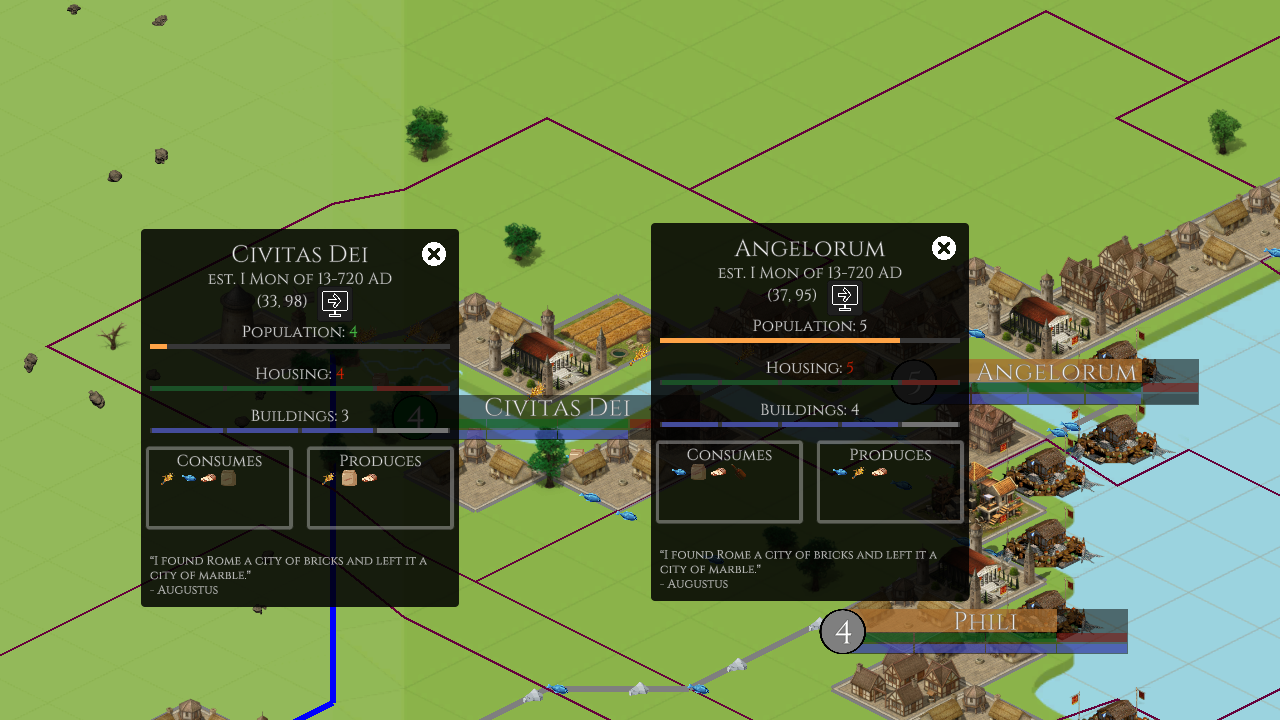 Civitas Dei
est. I Mon of 13-720 AD
(33, 98)
Population: 4
Housing: 4
Buildings: 3
Consumes
Produces
"I found Rome a city of bricks and left it a
city of marble."
- Augustus
Angelorum
est. I Mon of 13-720 AD
(37, 95)
Population: 5
Housing: 5
Buildings: 4
Consumes
Produces
"I found Rome a city of bricks and left it a
city of marble."
- Augustus
4
Civitas Dei
5
Angelorum
4
Phili